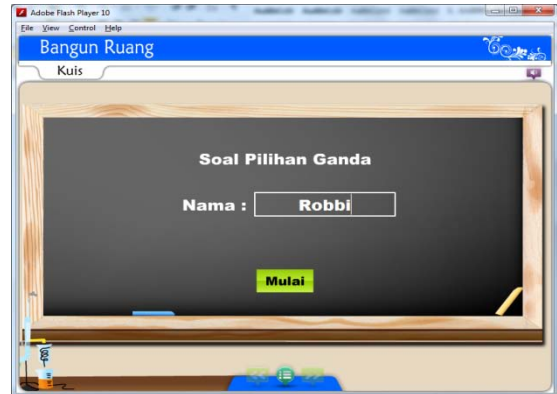 Adobe Flash Player 10
File View Control Help
Bangun Ruang
Kuis
Soal Pilihan Ganda
Nama : Robbi
Mulai